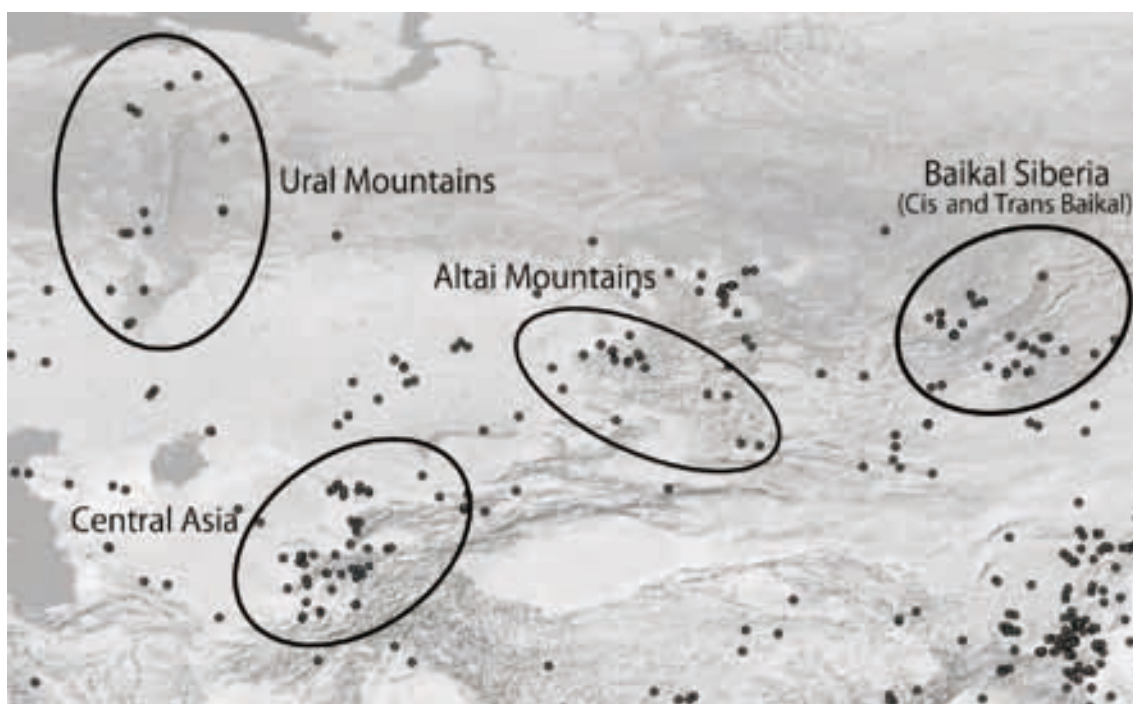 Ural Mountains
Baikal Siberia
(Cis and Trans Baikal)
Altai Mountains
Central Asia